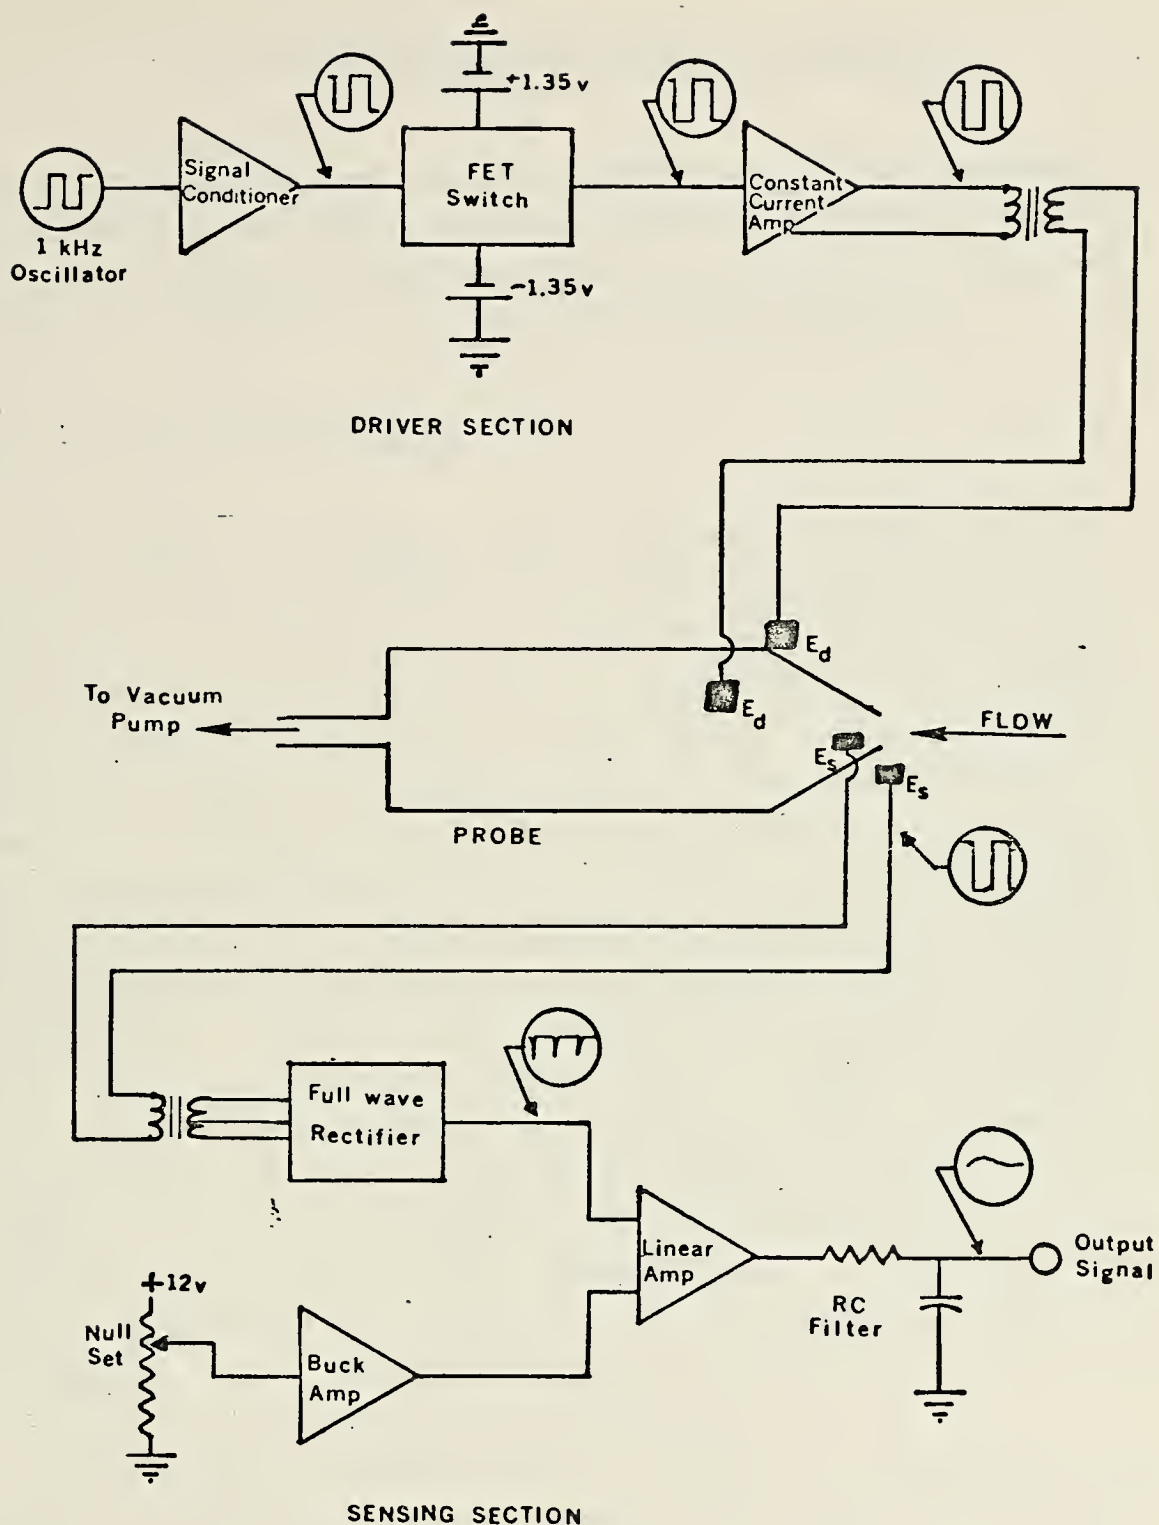 +1.35v
Signal
Conditioner
FET
Switch
Constant
Current
Amp
1 kHz
Oscillator
-1.35v
DRIVER SECTION
Ed
Ed
To Vacuum
Pump
FLOW
Es
Es
PROBE
Full wave
Rectifier
Linear
Amp
Output
Signal
RC
Filter
+12v
Null
Set
Buck
Amp
SENSING SECTION